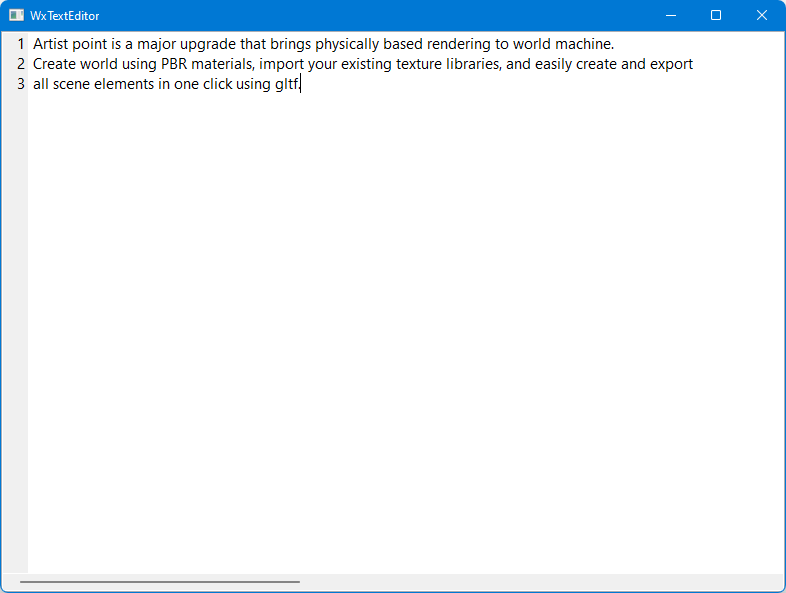 WxTextEditor
1 Artist point is a major upgrade that brings physically based rendering to world machine.
2 Create world using PBR materials, import your existing texture libraries, and easily create and export
3 all scene elements in one click using gltf.